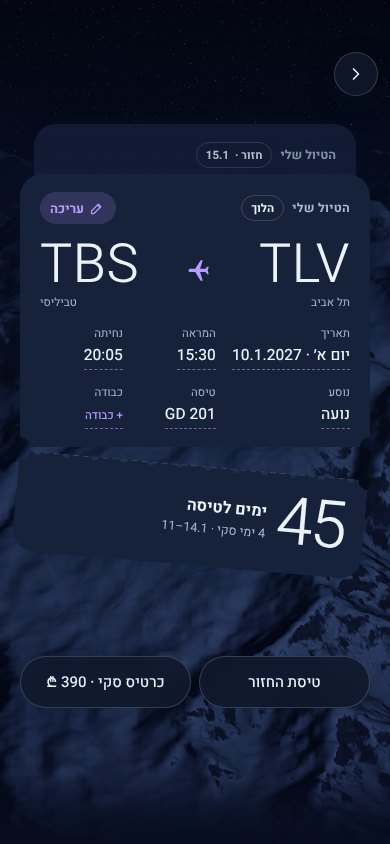 הטיול שלי חזור · 15.1
הטיול שלי הלוך עריכה
TLV TBS
תל אביב טביליסי
תאריך המראה נחיתה
יום א׳ · 10.1.2027 15:30 20:05
נוסע טיסה כבודה
נועה GD 201 + כבודה
45 ימים לטיסה
4 ימי סקי · 11–14.1
טיסת החזור כרטיס סקי · 390 ₾